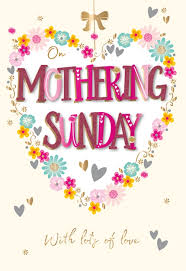 On
MOTHERING
SUNDAY
With lots of love